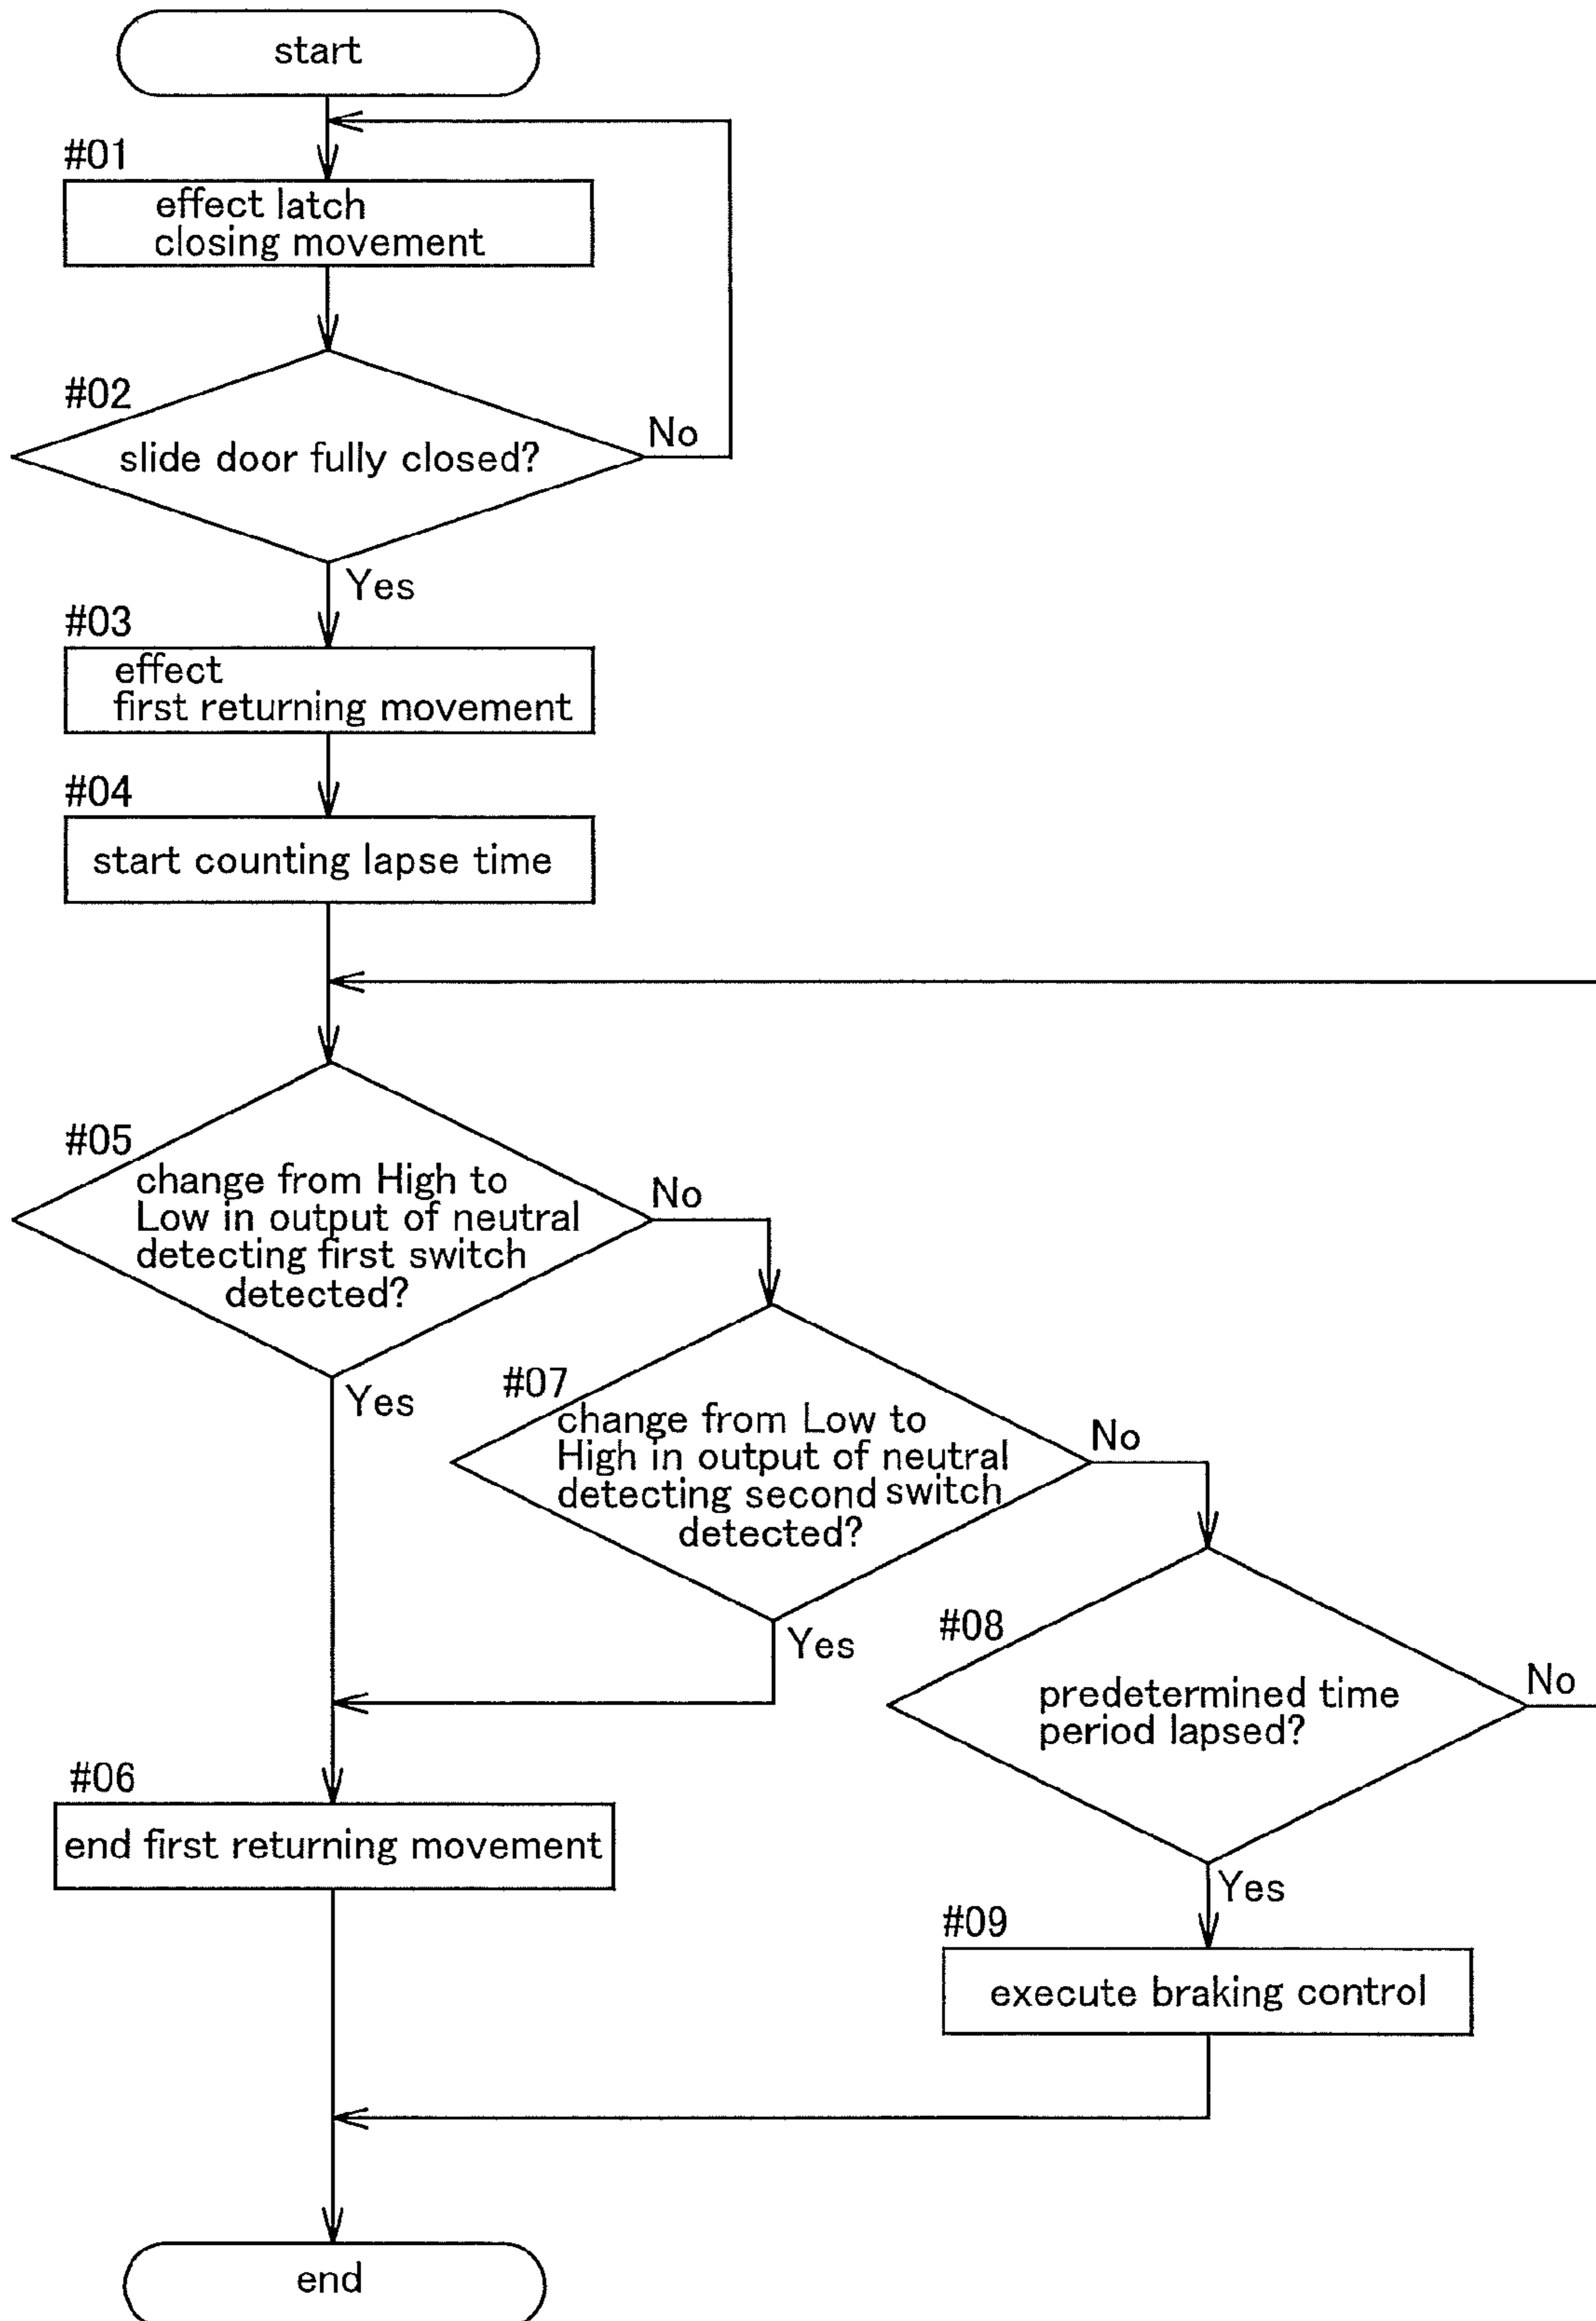 start
#01
effect latch
closing movement
#02
slide door fully closed?
No
Yes
#03
effect
first returning movement
#04
start counting lapse time
#05
change from High to
Low in output of neutral
detecting first switch
detected?
No
Yes
#07
change from Low to
High in output of neutral
detecting second switch
detected?
No
Yes
#08
predetermined time
period lapsed?
No
Yes
#06
end first returning movement
#09
execute braking control
end